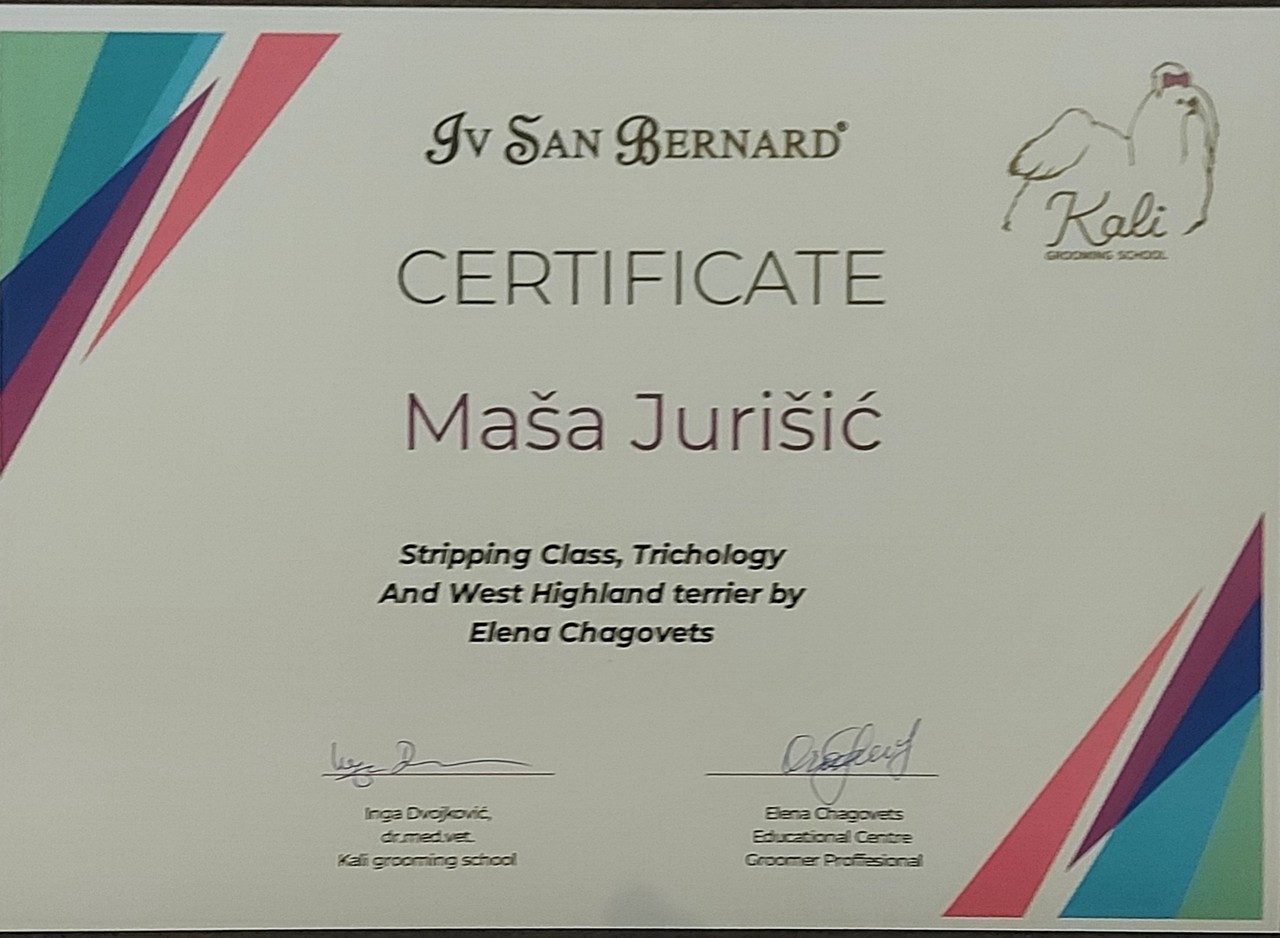 Iv San Bernard®
Kali
GROOMING SCHOOL
CERTIFICATE
Maša Jurišić
Stripping Class, Trichology
And West Highland terrier by
Elena Chagovets
Inga Dvojković,
dr.med.vet.
Kali grooming school
Elena Chagovets
Educational Centre
Groomer Proffesional